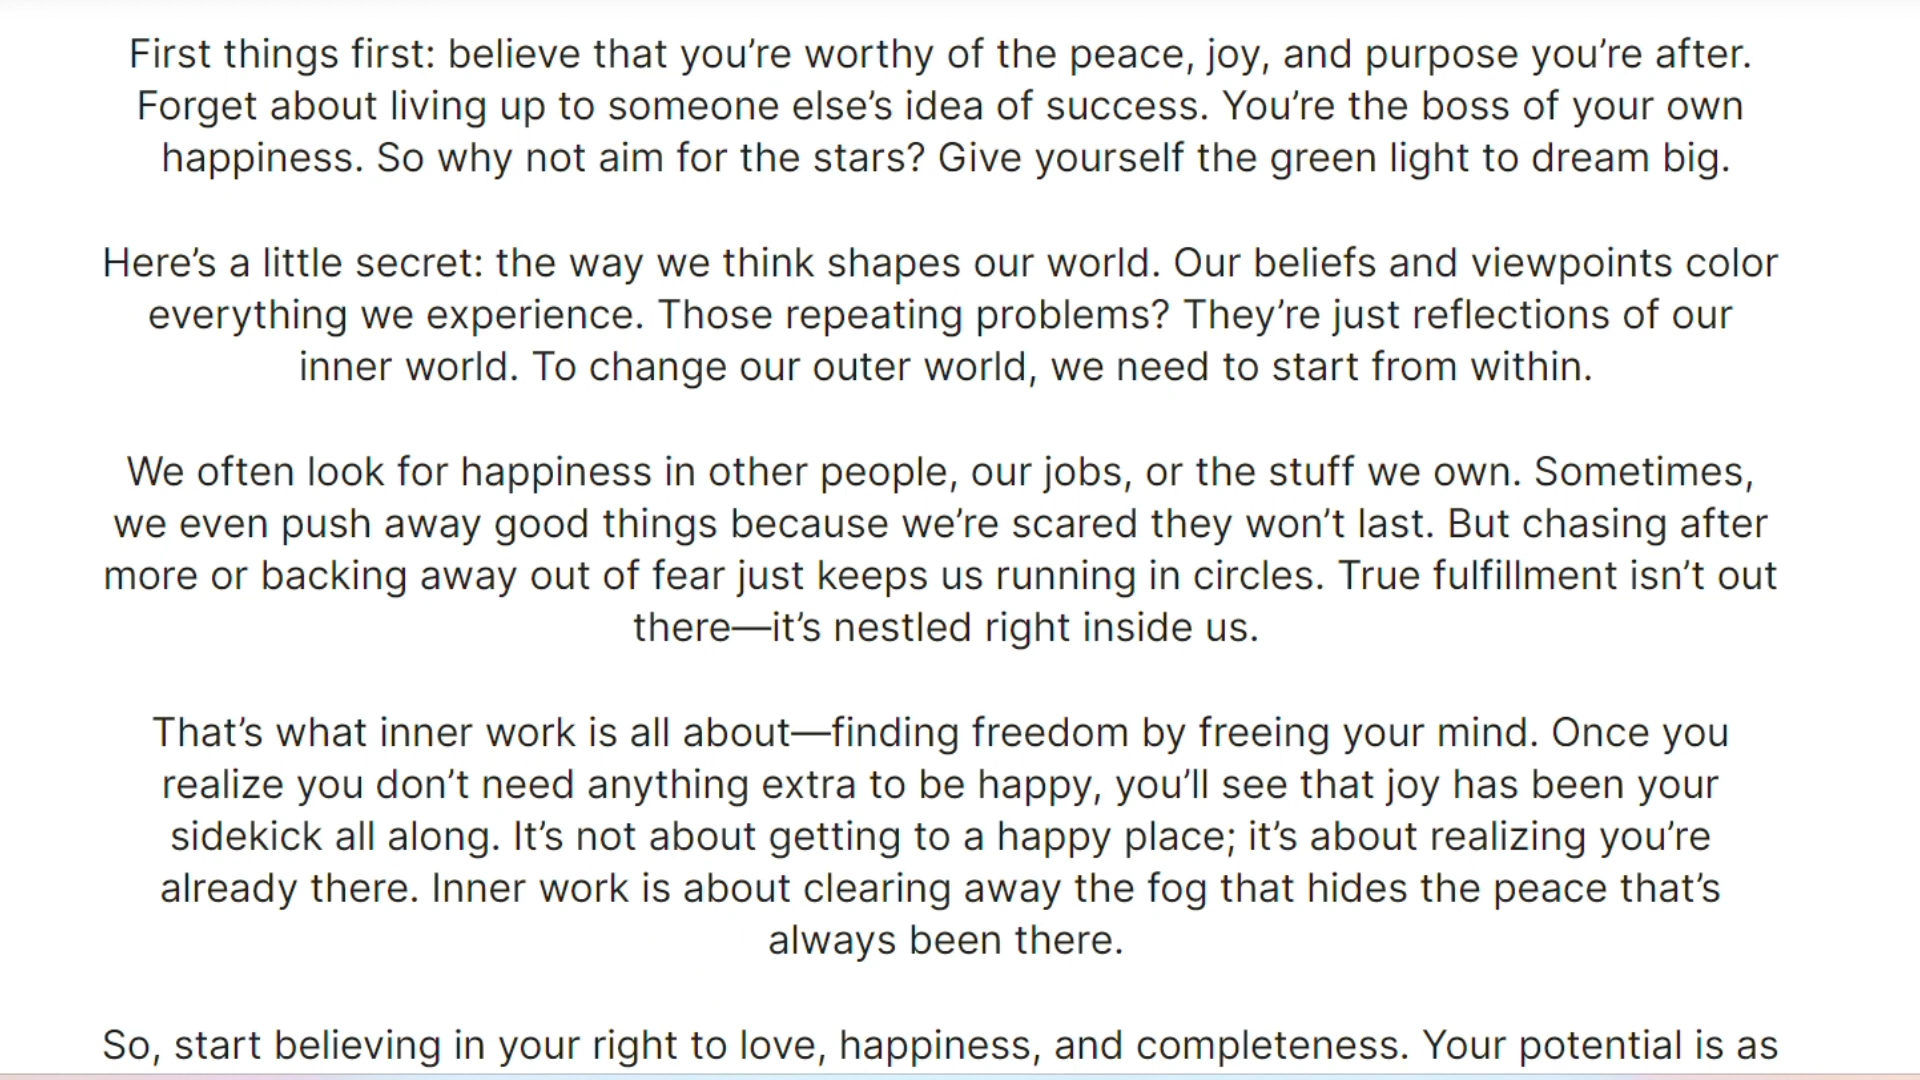 First things first: believe that you’re worthy of the peace, joy, and purpose you’re after.
Forget about living up to someone else’s idea of success. You’re the boss of your own
happiness. So why not aim for the stars? Give yourself the green light to dream big.
Here’s a little secret: the way we think shapes our world. Our beliefs and viewpoints color
everything we experience. Those repeating problems? They’re just reflections of our
inner world. To change our outer world, we need to start from within.
We often look for happiness in other people, our jobs, or the stuff we own. Sometimes,
we even push away good things because we’re scared they won’t last. But chasing after
more or backing away out of fear just keeps us running in circles. True fulfillment isn’t out
there—it’s nestled right inside us.
That’s what inner work is all about—finding freedom by freeing your mind. Once you
realize you don’t need anything extra to be happy, you’ll see that joy has been your
sidekick all along. It’s not about getting to a happy place; it’s about realizing you’re
already there. Inner work is about clearing away the fog that hides the peace that’s
always been there.
So, start believing in your right to love, happiness, and completeness. Your potential is as